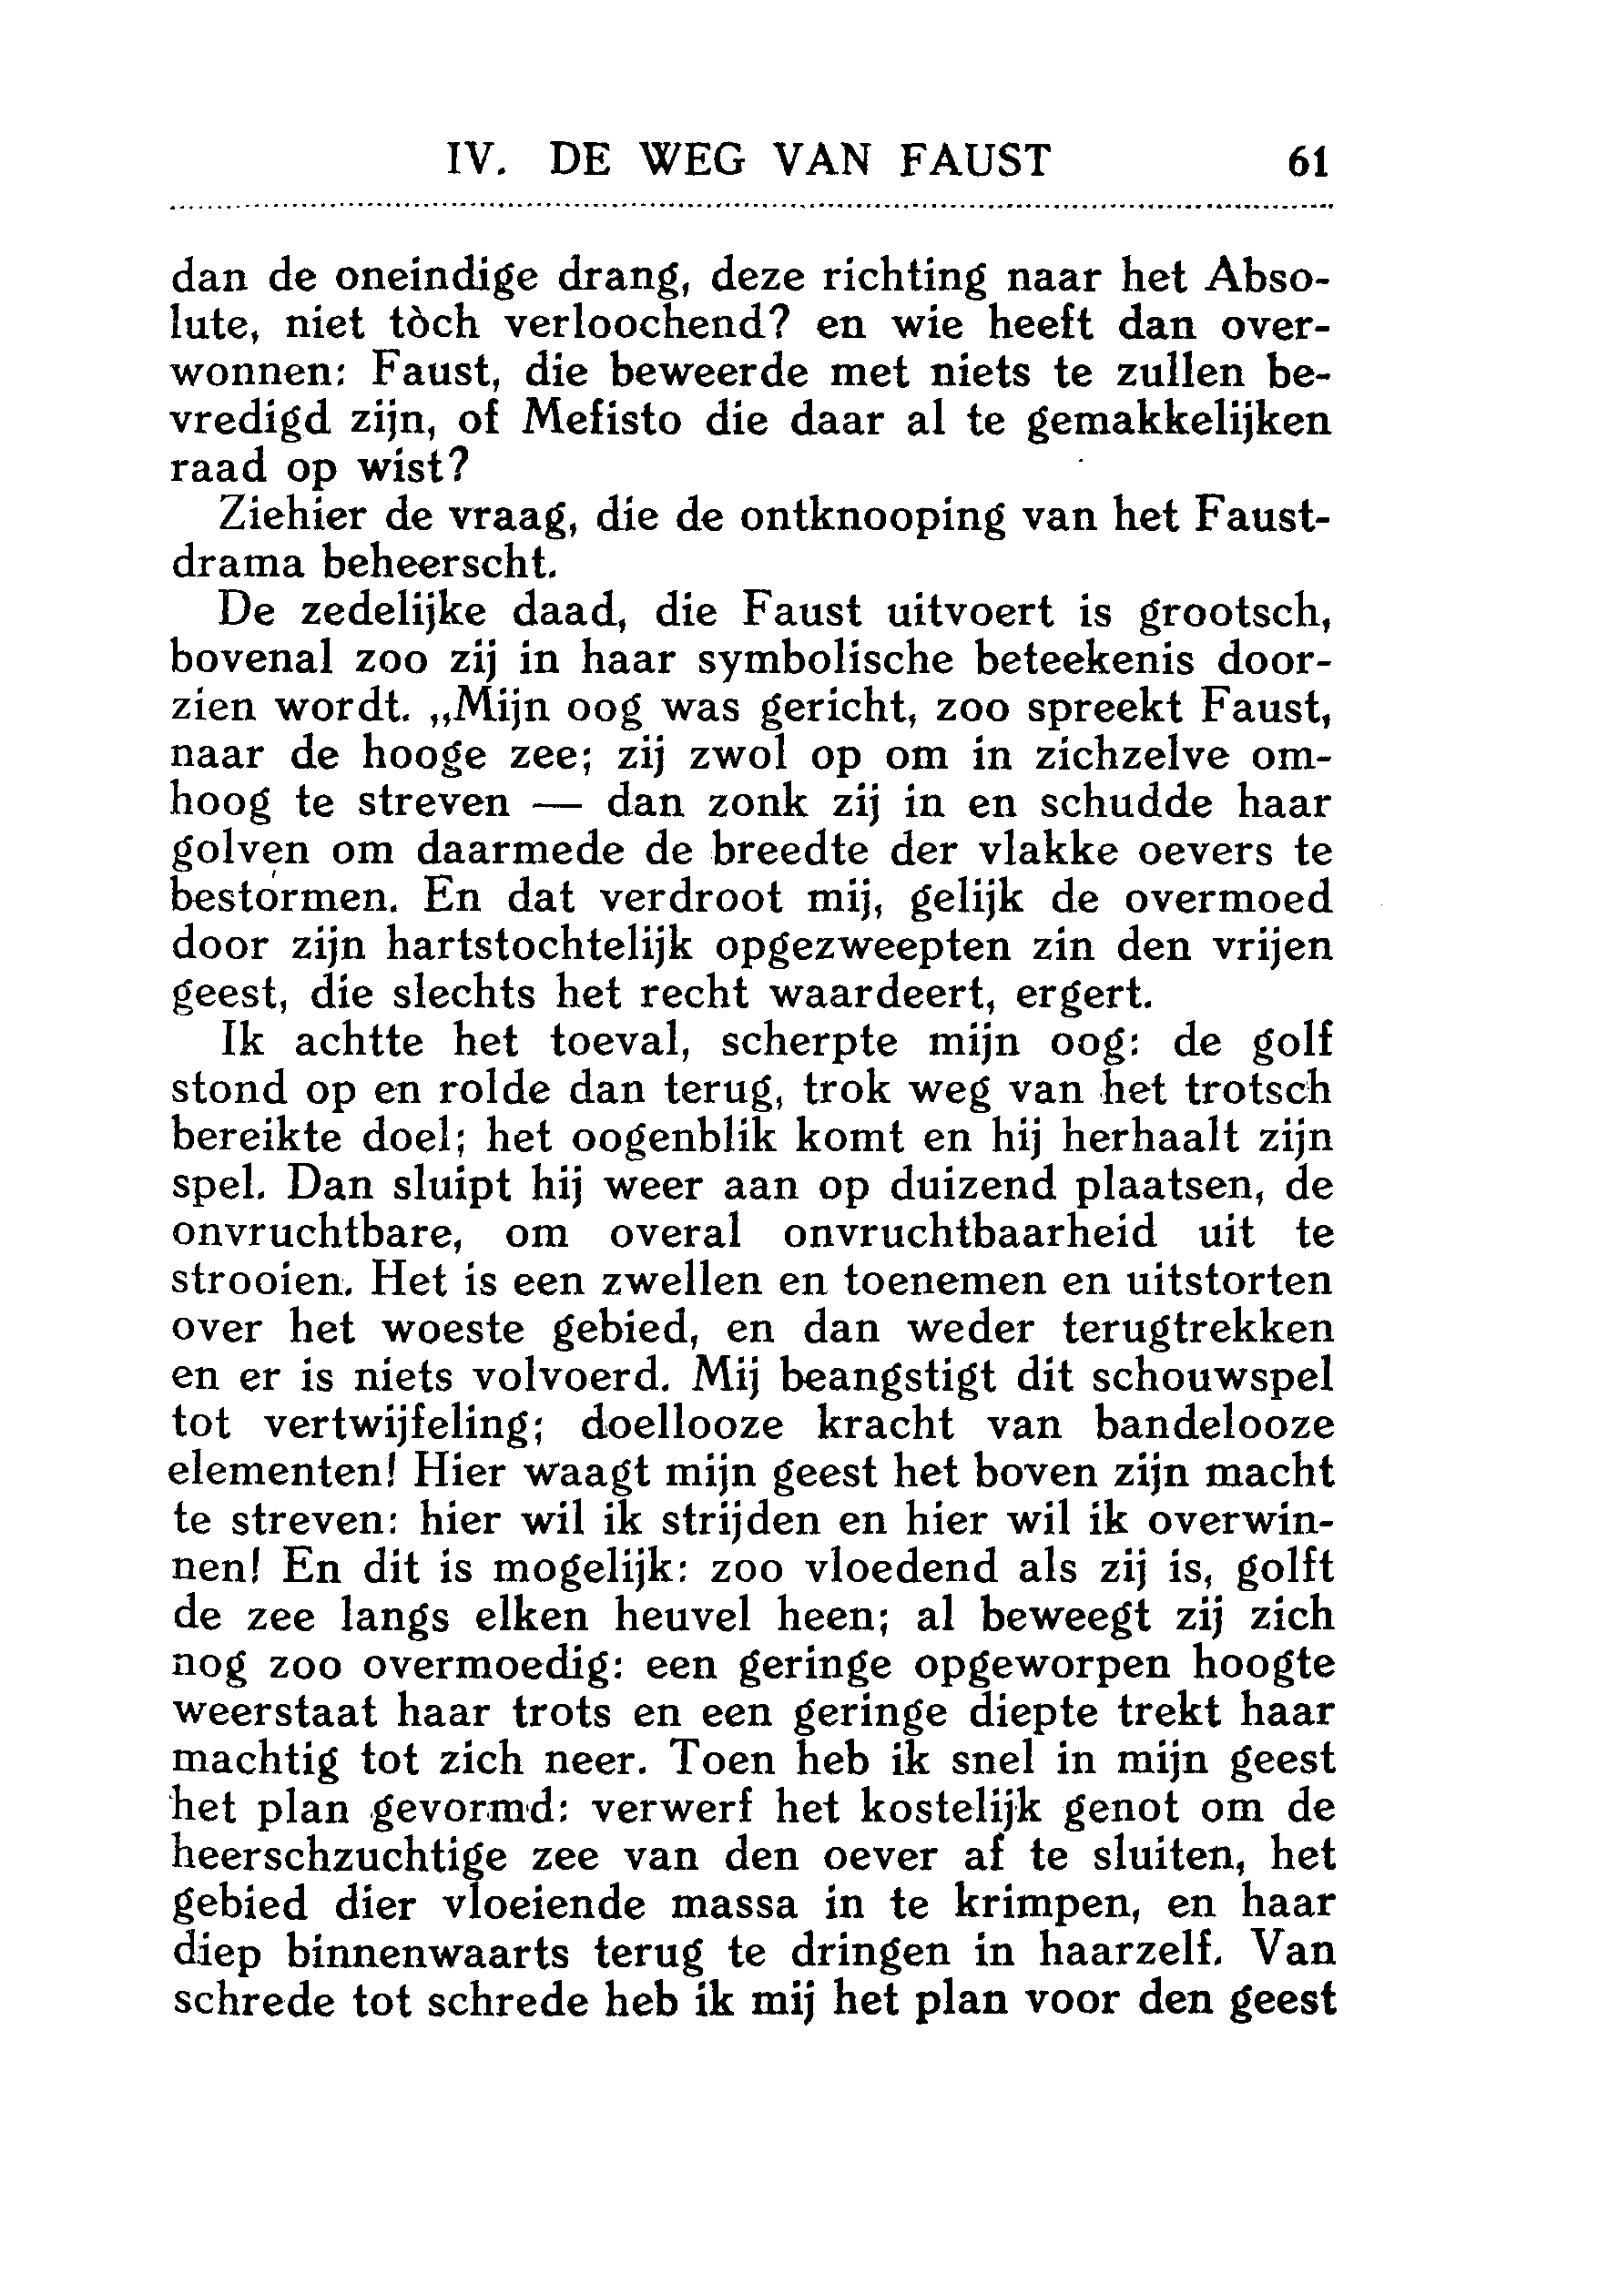 IV. DE WEG VAN FAUST 61
dan de oneindige drang, deze richting naar het Abso-
lute, niet tòch verloochend? en wie heeft dan over-
wonnen: Faust, die beweerde met niets te zullen be-
vredigd zijn, of Mefisto die daar al te gemakkelijken
raad op wist?
Ziehier de vraag, die de ontknooping van het Faust-
drama beheerscht.
De zedelijke daad, die Faust uitvoert is grootsch,
bovenal zoo zij in haar symbolische beteekenis door-
zien wordt. „Mijn oog was gericht, zoo spreekt Faust,
naar de hooge zee; zij zwol op om in zichzelve om-
hoog te streven — dan zonk zij in en schudde haar
golven om daarmede de breedte der vlakke oevers te
bestormen. En dat verdroot mij, gelijk de overmoed
door zijn hartstochtelijk opgezweepten zin den vrijen
geest, die slechts het recht waardeert, ergert.
Ik achtte het toeval, scherpte mijn oog: de golf
stond op en rolde dan terug, trok weg van het trotsch
bereikte doel; het oogenblik komt en hij herhaalt zijn
spel. Dan sluipt hij weer aan op duizend plaatsen, de
onvruchtbare, om overal onvruchtbaarheid uit te
strooien. Het is een zwellen en toenemen en uitstorten
over het woeste gebied, en dan weder terugtrekken
en er is niets volvoerd. Mij beangstigt dit schouwspel
tot vertwijfeling; doellooze kracht van bandelooze
elementen! Hier waagt mijn geest het boven zijn macht
te streven: hier wil ik strijden en hier wil ik overwin-
nen! En dit is mogelijk: zoo vloedend als zij is, golft
de zee langs elken heuvel heen; al beweegt zij zich
nog zoo overmoedig: een geringe opgeworpen hoogte
weerstaat haar trots en een geringe diepte trekt haar
machtig tot zich neer. Toen heb ik snel in mijn geest
het plan gevormd: verwerf het kostelijk genot om de
heerschzuchtige zee van den oever af te sluiten, het
gebied dier vloeiende massa in te krimpen, en haar
diep binnenwaarts terug te dringen in haarzelf. Van
schrede tot schrede heb ik mij het plan voor den geest